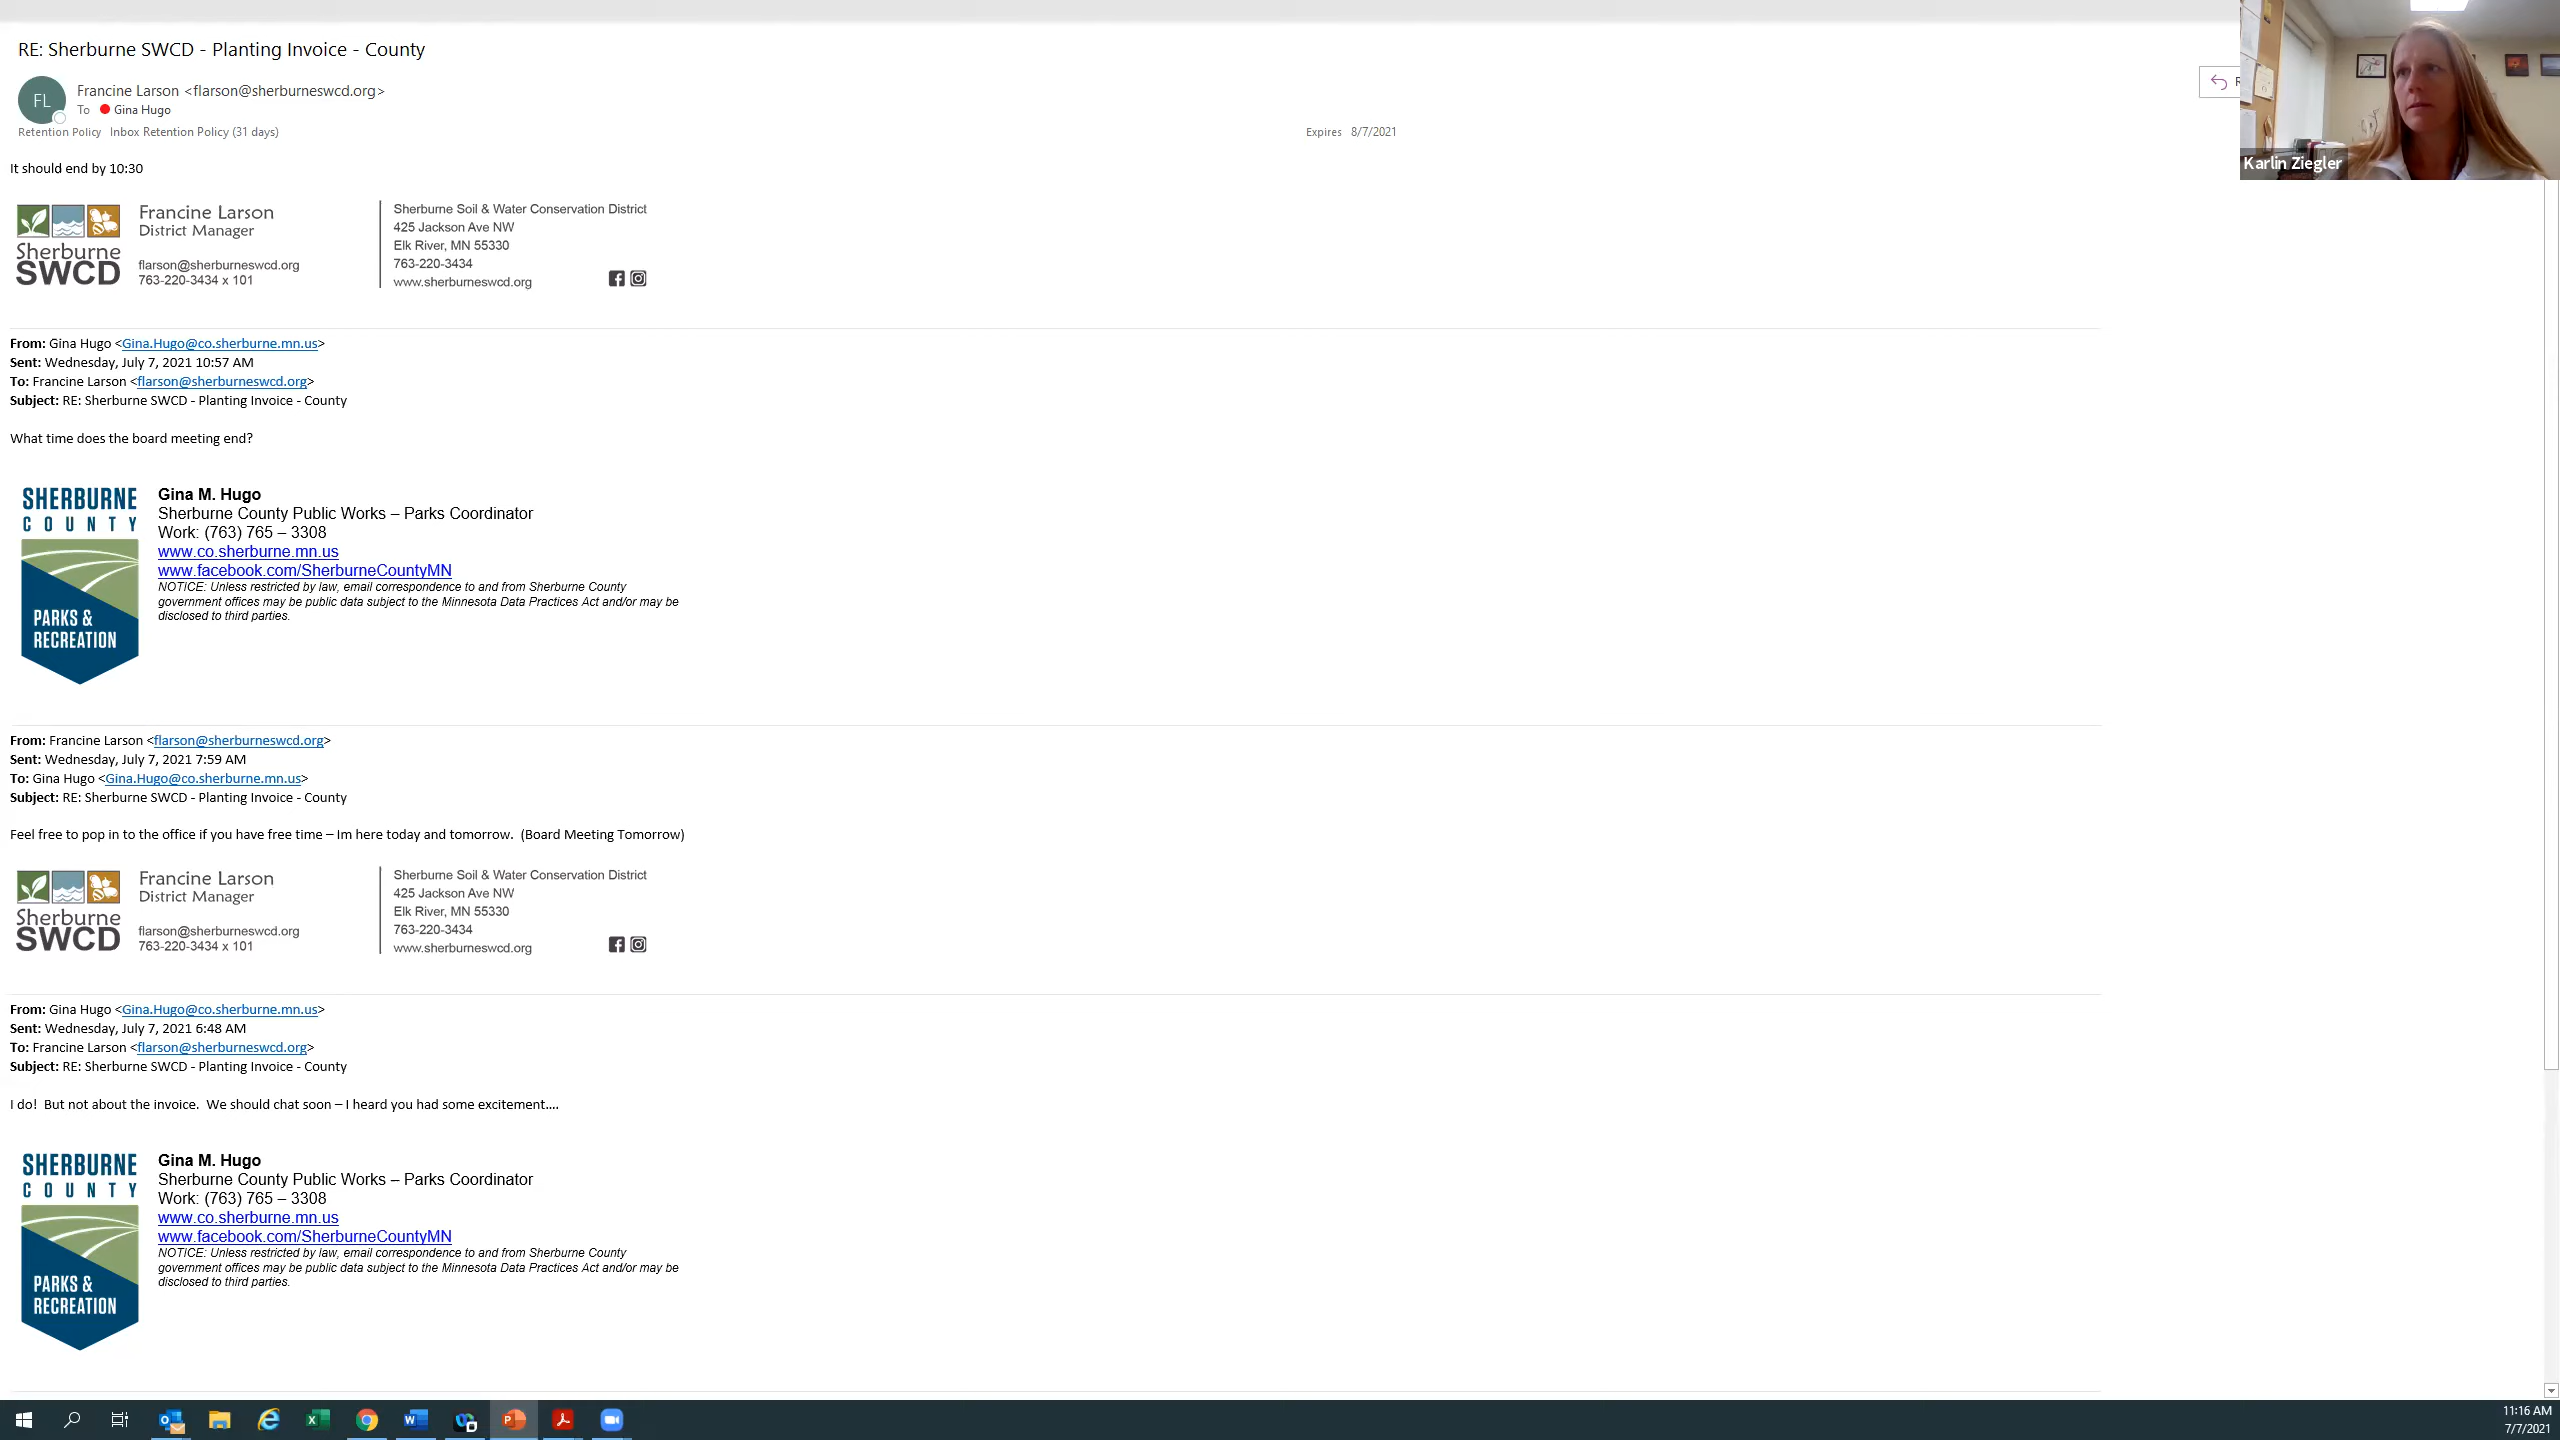 RE: Sherburne SWCD - Planting Invoice - County
FL
Francine Larson <flarson@sherburneswcd.org>
To Gina Hugo
Retention Policy Inbox Retention Policy (31 days)
Expires 8/7/2021
Karlin Ziegler
It should end by 10:30
Sherburne
SWCD
Francine Larson
District Manager
flarson@sherburneswcd.org
763-220-3434 x 101
Sherburne Soil & Water Conservation District
425 Jackson Ave NW
Elk River, MN 55330
763-220-3434
www.sherburneswcd.org
From: Gina Hugo <Gina.Hugo@co.sherburne.mn.us>
Sent: Wednesday, July 7, 2021 10:57 AM
To: Francine Larson <flarson@sherburneswcd.org>
Subject: RE: Sherburne SWCD - Planting Invoice - County
What time does the board meeting end?
SHERBURNE
COUNTY
PARKS &
RECREATION
Gina M. Hugo
Sherburne County Public Works – Parks Coordinator
Work: (763) 765 – 3308
www.co.sherburne.mn.us
www.facebook.com/SherburneCountyMN
NOTICE: Unless restricted by law, email correspondence to and from Sherburne County
government offices may be public data subject to the Minnesota Data Practices Act and/or may be
disclosed to third parties.
From: Francine Larson <flarson@sherburneswcd.org>
Sent: Wednesday, July 7, 2021 7:59 AM
To: Gina Hugo <Gina.Hugo@co.sherburne.mn.us>
Subject: RE: Sherburne SWCD - Planting Invoice - County
Feel free to pop in to the office if you have free time – Im here today and tomorrow. (Board Meeting Tomorrow)
Sherburne
SWCD
Francine Larson
District Manager
flarson@sherburneswcd.org
763-220-3434 x 101
Sherburne Soil & Water Conservation District
425 Jackson Ave NW
Elk River, MN 55330
763-220-3434
www.sherburneswcd.org
From: Gina Hugo <Gina.Hugo@co.sherburne.mn.us>
Sent: Wednesday, July 7, 2021 6:48 AM
To: Francine Larson <flarson@sherburneswcd.org>
Subject: RE: Sherburne SWCD - Planting Invoice - County
I do! But not about the invoice. We should chat soon – I heard you had some excitement....
SHERBURNE
COUNTY
PARKS &
RECREATION
Gina M. Hugo
Sherburne County Public Works – Parks Coordinator
Work: (763) 765 – 3308
www.co.sherburne.mn.us
www.facebook.com/SherburneCountyMN
NOTICE: Unless restricted by law, email correspondence to and from Sherburne County
government offices may be public data subject to the Minnesota Data Practices Act and/or may be
disclosed to third parties.
11:16 AM
7/7/2021